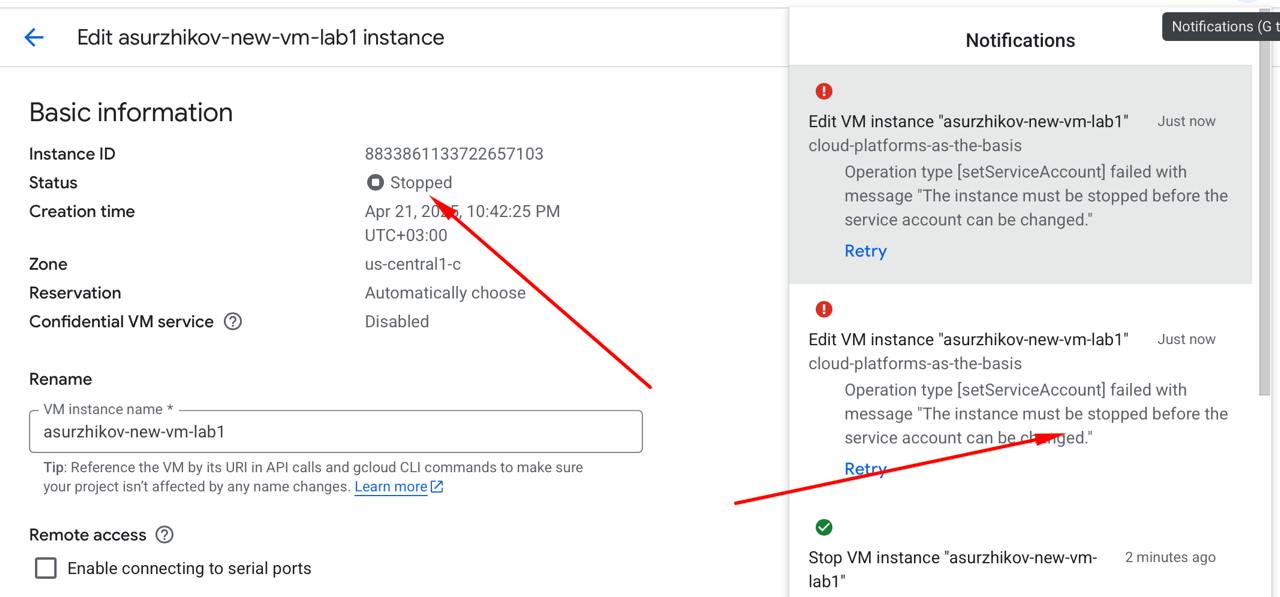 Edit asurzhikov-new-vm-lab1 instance
Basic information
Instance ID 8833861133722657103
Status Stopped
Creation time Apr 21, 2025, 10:42:25 PM
UTC+03:00
Zone us-central1-c
Reservation Automatically choose
Confidential VM service ? Disabled
Rename
VM instance name *
asurzhikov-new-vm-lab1
Tip: Reference the VM by its URI in API calls and gcloud CLI commands to make sure
your project isn't affected by any name changes. Learn more
Remote access ?
Enable connecting to serial ports
Notifications (G t
Notifications
Edit VM instance "asurzhikov-new-vm-lab1" Just now
cloud-platforms-as-the-basis
Operation type [setServiceAccount] failed with
message "The instance must be stopped before the
service account can be changed."
Retry
Edit VM instance "asurzhikov-new-vm-lab1" Just now
cloud-platforms-as-the-basis
Operation type [setServiceAccount] failed with
message "The instance must be stopped before the
service account can be changed."
Retry
Stop VM instance "asurzhikov-new-vm- 2 minutes ago
lab1"